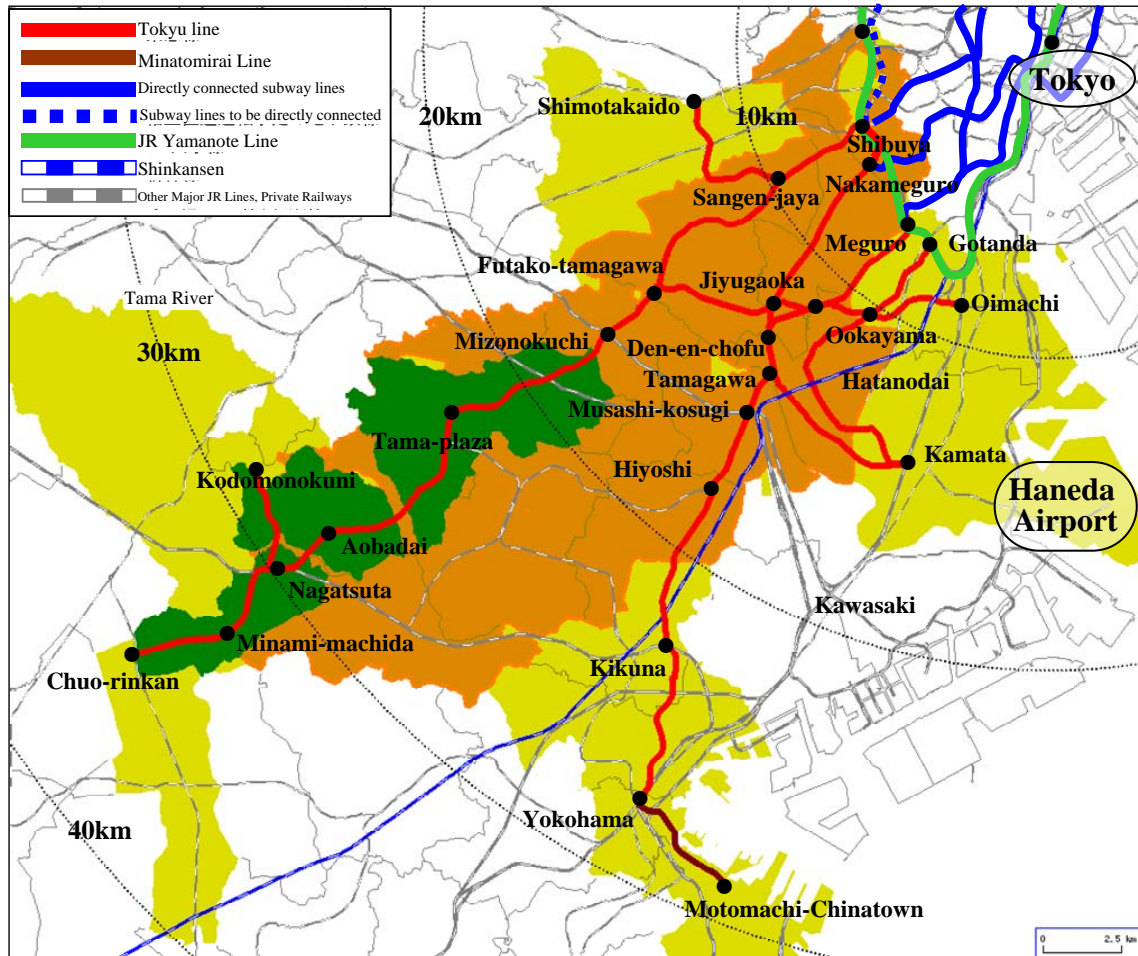 Tokyu line
Minatomirai Line
Directly connected subway lines
Subway lines to be directly connected
JR Yamanote Line
Shinkansen
Other Major JR Lines, Private Railways
Tokyo
20km
Shimotakaido
10km
Shibuya
Nakameguro
Sangen-jaya
Meguro
Gotanda
Futako-tamagawa
Jiyugaoka
Tama River
Oimachi
Ookayama
Mizonokuchi
Den-en-chofu
30km
Tamagawa
Hatanodai
Musashi-kosugi
Tama-plaza
Kamata
Hiyoshi
Kodomonokuni
Haneda
Airport
Aobadai
Nagatsuta
Kawasaki
Minami-machida
Kikuna
Chuo-rinkan
Yokohama
40km
Motomachi-Chinatown
0 2.5 km